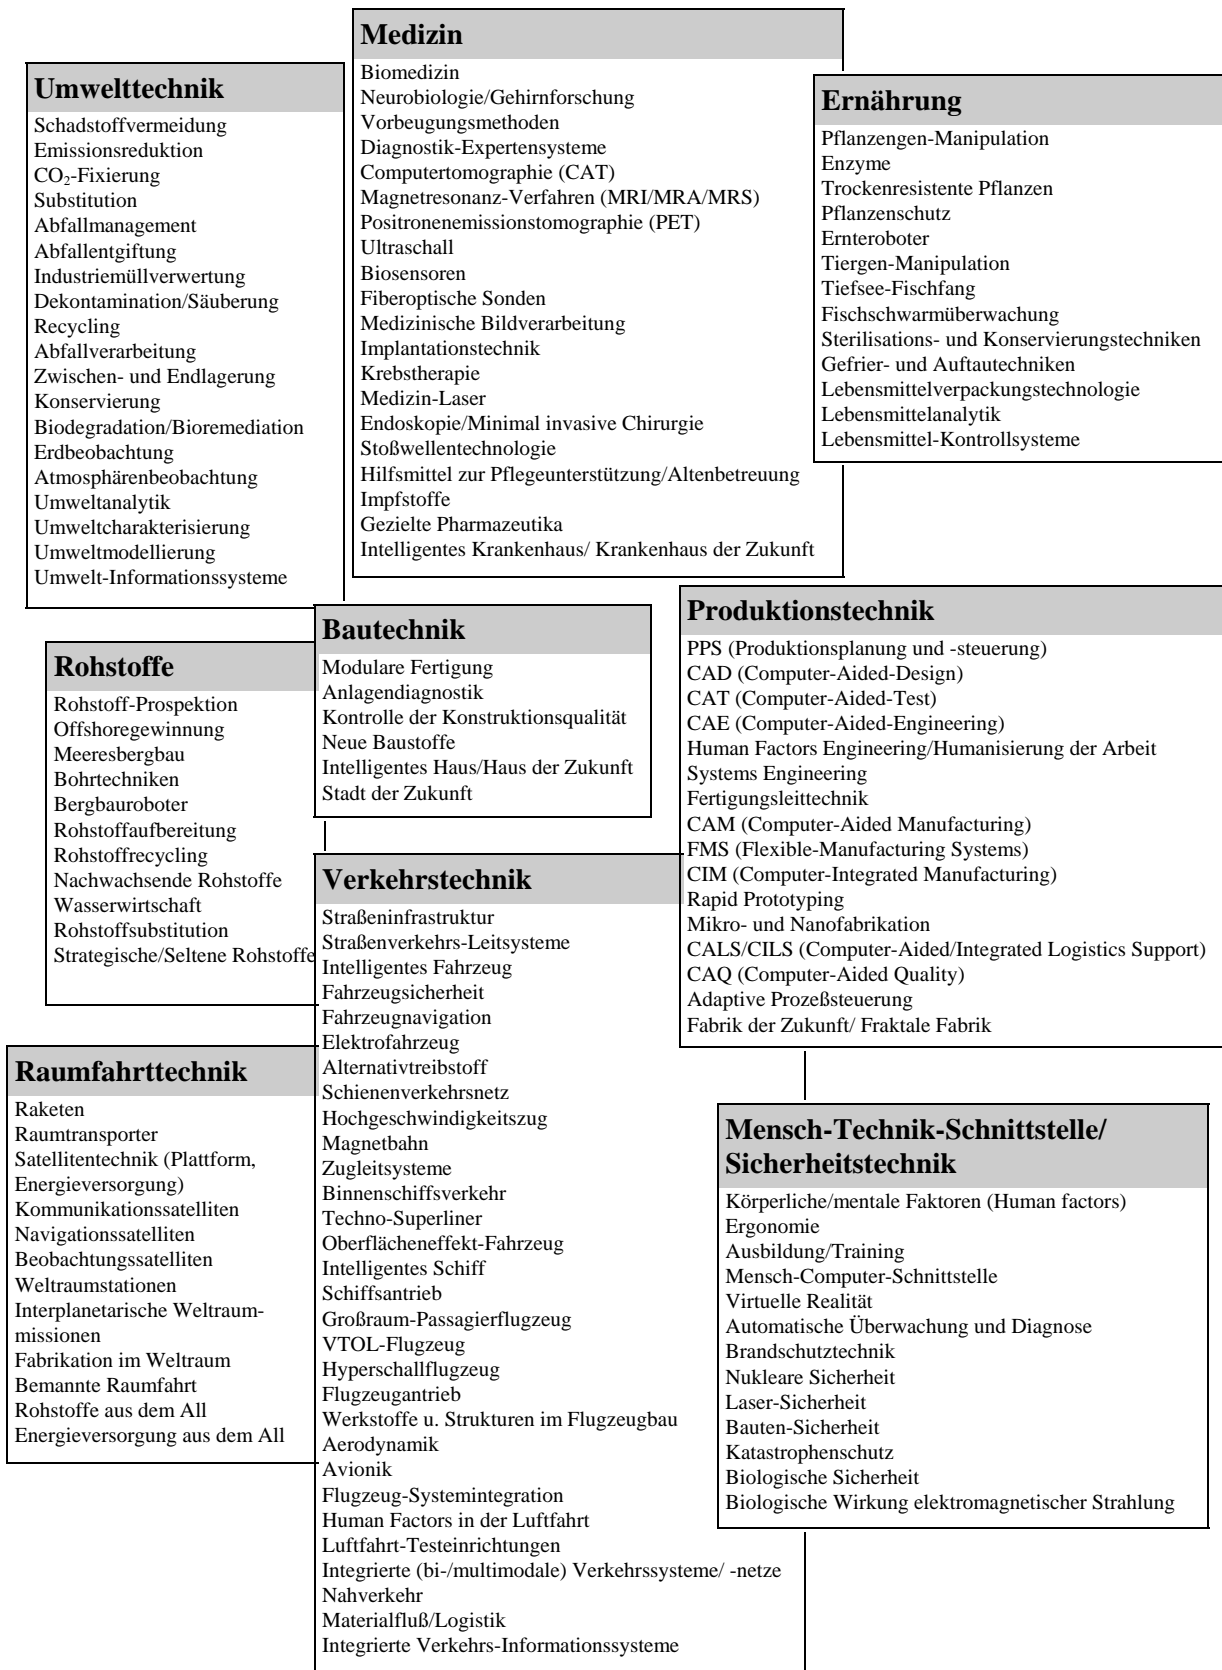 Medizin
Biomedizin
Neurobiologie/Gehirnforschung
Vorbeugungsmethoden
Diagnostik-Expertensysteme
Computertomographie (CAT)
Magnetresonanz-Verfahren (MRI/MRA/MRS)
Positronenemissionstomographie (PET)
Ultraschall
Biosensoren
Fiberoptische Sonden
Medizinische Bildverarbeitung
Implantationstechnik
Krebstherapie
Medizin-Laser
Endoskopie/Minimal invasive Chirurgie
Stoßwellentechnologie
Hilfsmittel zur Pflegeunterstützung/Altenbetreuung
Impfstoffe
Gezielte Pharmazeutika
Intelligentes Krankenhaus/ Krankenhaus der Zukunft
Umwelttechnik
Schadstoffvermeidung
Emissionsreduktion
CO₂-Fixierung
Substitution
Abfallmanagement
Abfallentgiftung
Industriemüllverwertung
Dekontamination/Säuberung
Recycling
Abfallverarbeitung
Zwischen- und Endlagerung
Konservierung
Biodegradation/Bioremediation
Erdbeobachtung
Atmosphärenbeobachtung
Umweltanalytik
Umweltcharakterisierung
Umweltmodellierung
Umwelt-Informationssysteme
Ernährung
Pflanzengen-Manipulation
Enzyme
Trockenresistente Pflanzen
Pflanzenschutz
Ernteroboter
Tiergen-Manipulation
Tiefsee-Fischfang
Fischschwarmüberwachung
Sterilisations- und Konservierungstechniken
Gefrier- und Auftautechniken
Lebensmittelverpackungstechnologie
Lebensmittelanalytik
Lebensmittel-Kontrollsysteme
Rohstoffe
Rohstoff-Prospektion
Offshoregewinnung
Meeresbergbau
Bohrtechniken
Bergbauroboter
Rohstoffaufbereitung
Rohstoffrecycling
Nachwachsende Rohstoffe
Wasserwirtschaft
Rohstoffsubstitution
Strategische/Seltene Rohstoffe
Bautechnik
Modulare Fertigung
Anlagendiagnostik
Kontrolle der Konstruktionsqualität
Neue Baustoffe
Intelligentes Haus/Haus der Zukunft
Stadt der Zukunft
Produktionstechnik
PPS (Produktionsplanung und -steuerung)
CAD (Computer-Aided-Design)
CAT (Computer-Aided-Test)
CAE (Computer-Aided-Engineering)
Human Factors Engineering/Humanisierung der Arbeit
Systems Engineering
Fertigungsleittechnik
CAM (Computer-Aided Manufacturing)
FMS (Flexible-Manufacturing Systems)
CIM (Computer-Integrated Manufacturing)
Rapid Prototyping
Mikro- und Nanofabrikation
CALS/CILS (Computer-Aided/Integrated Logistics Support)
CAQ (Computer-Aided Quality)
Adaptive Prozeßsteuerung
Fabrik der Zukunft/ Fraktale Fabrik
Raumfahrttechnik
Raketen
Raumtransporter
Satellitentechnik (Plattform,
Energieversorgung)
Kommunikationssatelliten
Navigationssatelliten
Beobachtungssatelliten
Weltraumstationen
Interplanetarische Weltraum-
missionen
Fabrikation im Weltraum
Bemannte Raumfahrt
Rohstoffe aus dem All
Energieversorgung aus dem All
Verkehrstechnik
Straßeninfrastruktur
Straßenverkehrs-Leitsysteme
Intelligentes Fahrzeug
Fahrzeugsicherheit
Fahrzeugnavigation
Elektrofahrzeug
Alternativtreibstoff
Schienenverkehrsnetz
Hochgeschwindigkeitszug
Magnetbahn
Zugleitsysteme
Binnenschiffsverkehr
Techno-Superliner
Oberflächeneffekt-Fahrzeug
Intelligentes Schiff
Schiffsantrieb
Großraum-Passagierflugzeug
VTOL-Flugzeug
Hyperschallflugzeug
Flugzeugantrieb
Werkstoffe u. Strukturen im Flugzeugbau
Aerodynamik
Avionik
Flugzeug-Systemintegration
Human Factors in der Luftfahrt
Luftfahrt-Testeinrichtungen
Integrierte (bi-/multimodale) Verkehrssysteme/ -netze
Nahverkehr
Materialfluß/Logistik
Integrierte Verkehrs-Informationssysteme
Mensch-Technik-Schnittstelle/
Sicherheitstechnik
Körperliche/mentale Faktoren (Human factors)
Ergonomie
Ausbildung/Training
Mensch-Computer-Schnittstelle
Virtuelle Realität
Automatische Überwachung und Diagnose
Brandschutztechnik
Nukleare Sicherheit
Laser-Sicherheit
Bauten-Sicherheit
Katastrophenschutz
Biologische Sicherheit
Biologische Wirkung elektromagnetischer Strahlung